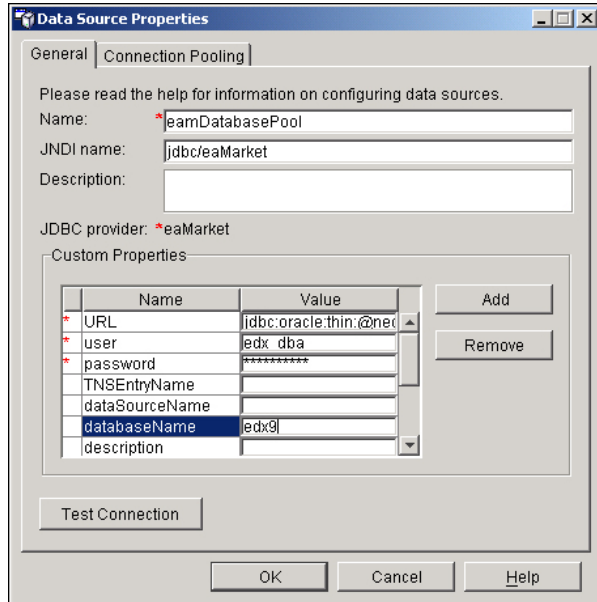 Data Source Properties
General Connection Pooling
Please read the help for information on configuring data sources.
Name: *eamDatabasePool
JNDI name: jdbc/eaMarket
Description:
JDBC provider: *eaMarket
Custom Properties
Name Value
* URL jdbc:oracle:thin:@nec
* user edx_dba
* password **********
TNSEntryName
dataSourceName
databaseName edx9
description
Add
Remove
Test Connection
OK Cancel Help